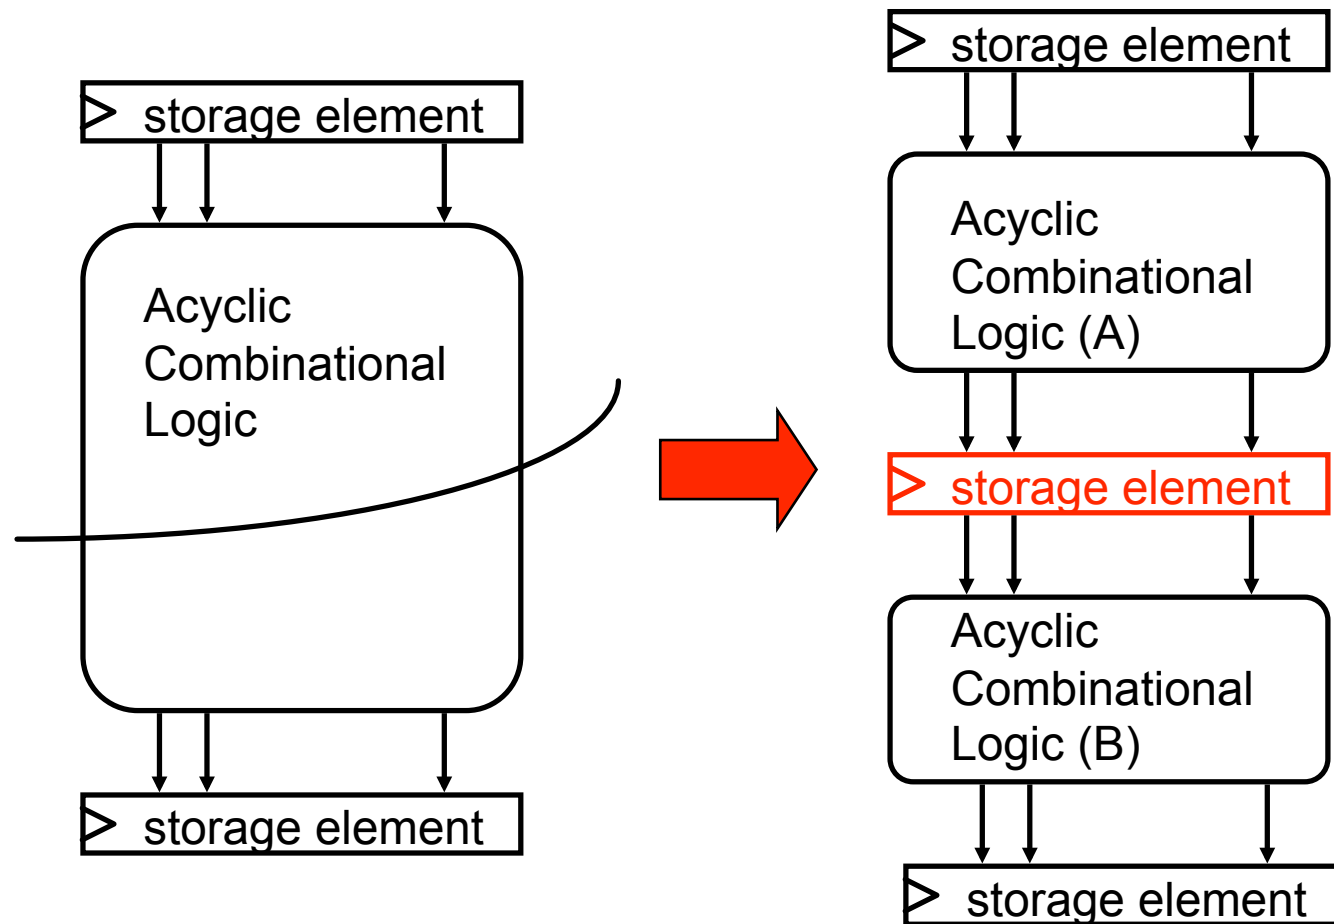 storage element
Acyclic
Combinational
Logic
storage element
storage element
Acyclic
Combinational
Logic (A)
storage element
Acyclic
Combinational
Logic (B)
storage element